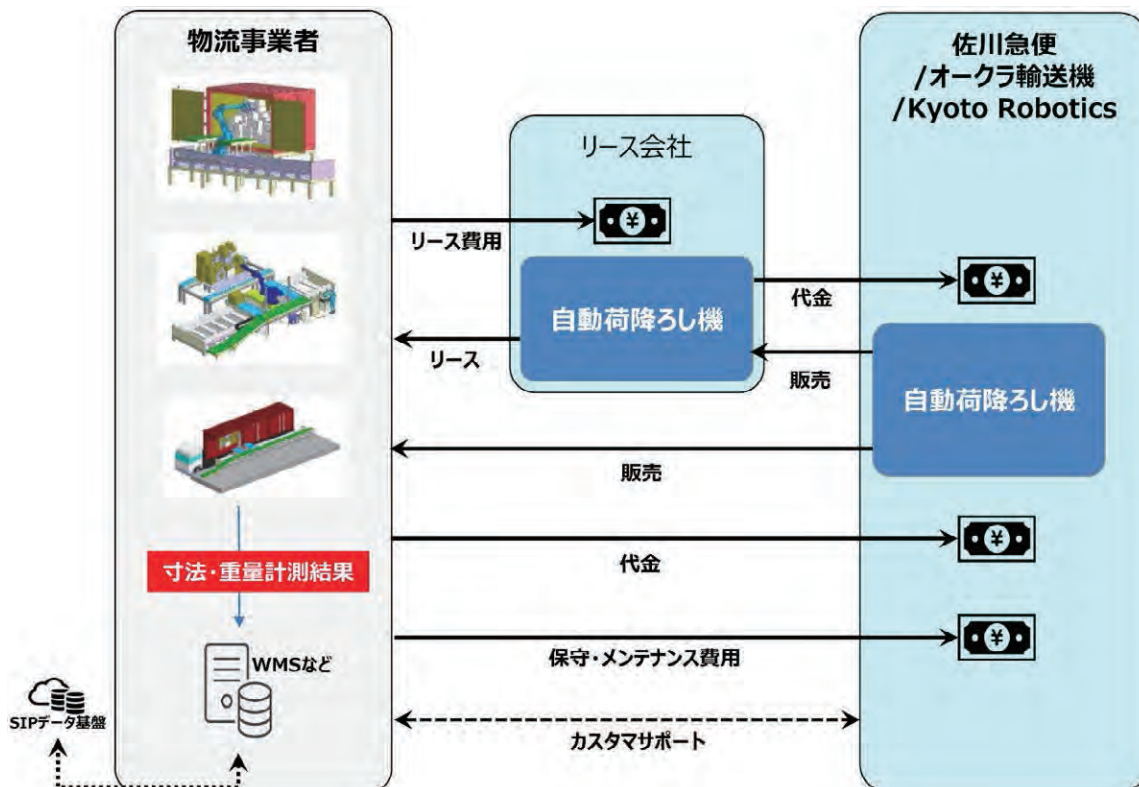 物流事業者
佐川急便
/オークラ輸送機
/Kyoto Robotics
リース会社
¥
リース費用
¥
代金
自動荷降ろし機
リース
販売
自動荷降ろし機
販売
¥
代金
寸法・重量計測結果
¥
保守・メンテナンス費用
WMSなど
SIPデータ基盤
カスタマサポート